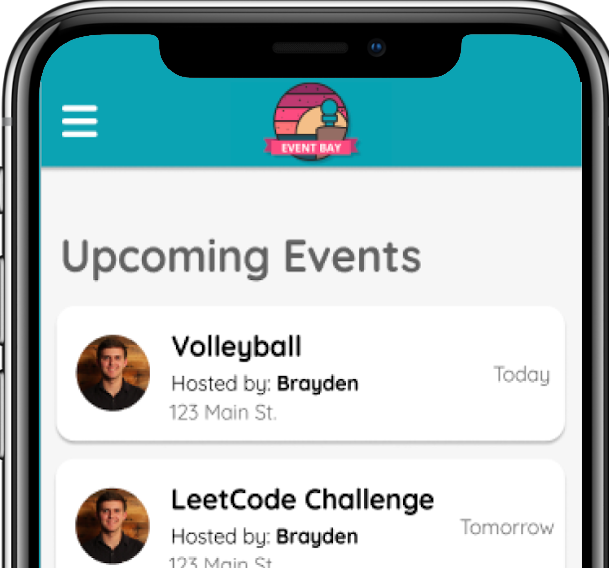 EVENT BAY
Upcoming Events
Volleyball
Hosted by: Brayden
123 Main St.
Today
LeetCode Challenge
Hosted by: Brayden
123 Main St.
Tomorrow